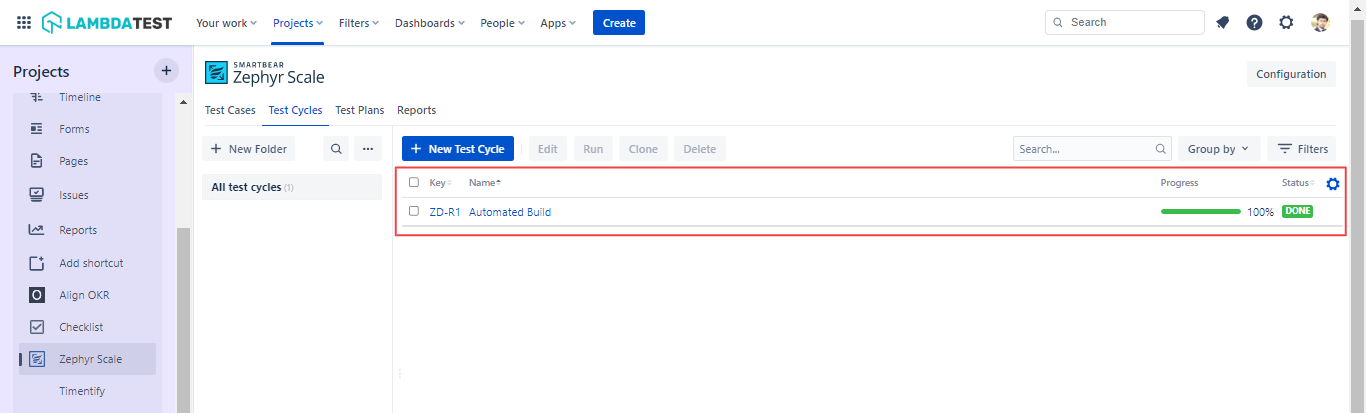 LAMBDATEST Your work Projects Filters Dashboards People Apps Create Search
Projects
Timeline
Forms
Pages
Issues
Reports
Add shortcut
Align OKR
Checklist
Zephyr Scale
Timentify
SMARTBEAR
Zephyr Scale
Configuration
Test Cases Test Cycles Test Plans Reports
+ New Folder ...
All test cycles (1)
+ New Test Cycle Edit Run Clone Delete Search... Group by Filters
Key Name Progress Status
ZD-R1 Automated Build 100% DONE